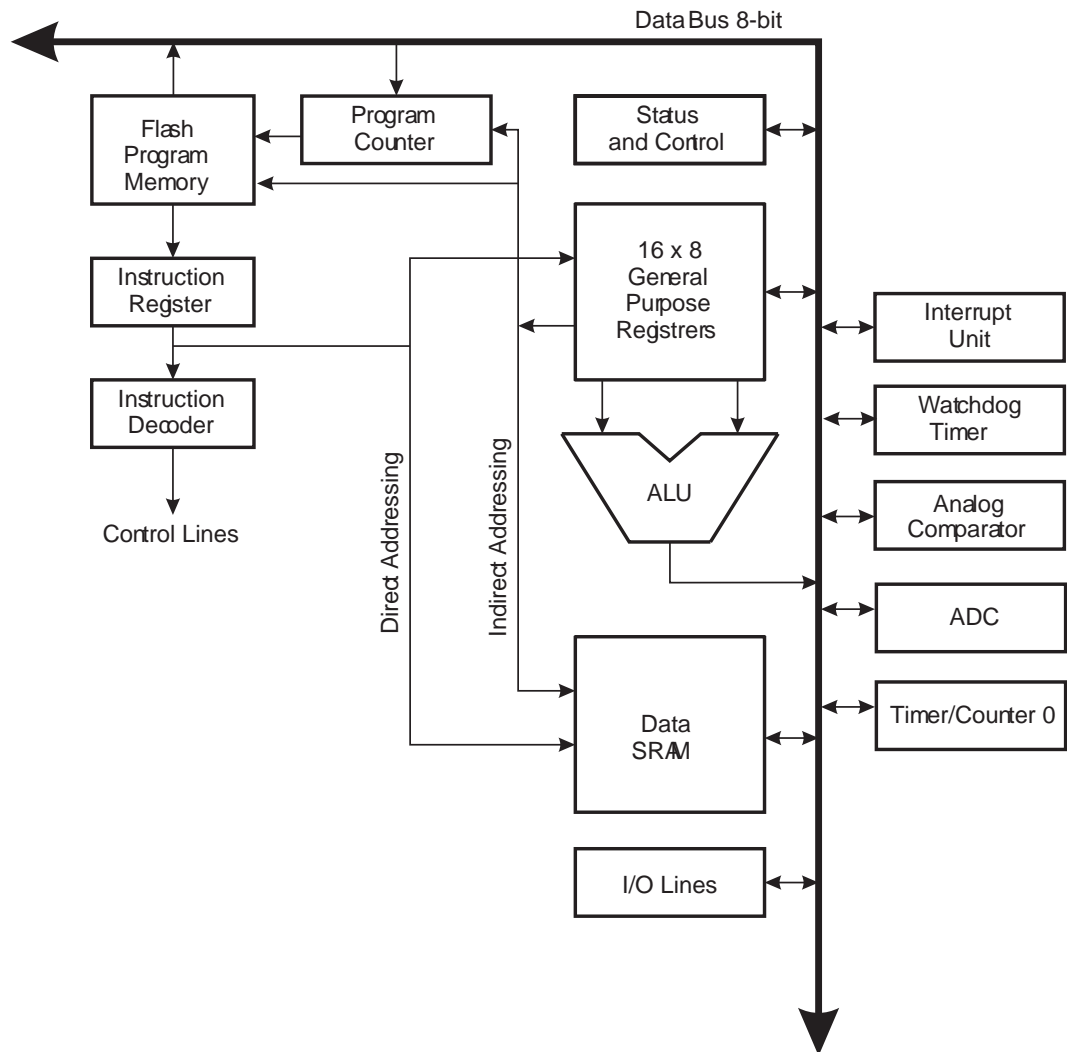 Data Bus 8-bit
Flash
Program
Memory
Program
Counter
Status
and Control
16 x 8
General
Purpose
Registrers
Instruction
Register
Interrupt
Unit
Instruction
Decoder
Watchdog
Timer
ALU
Analog
Comparator
Control Lines
Direct Addressing
Indirect Addressing
ADC
Data
SRAM
Timer/Counter 0
I/O Lines